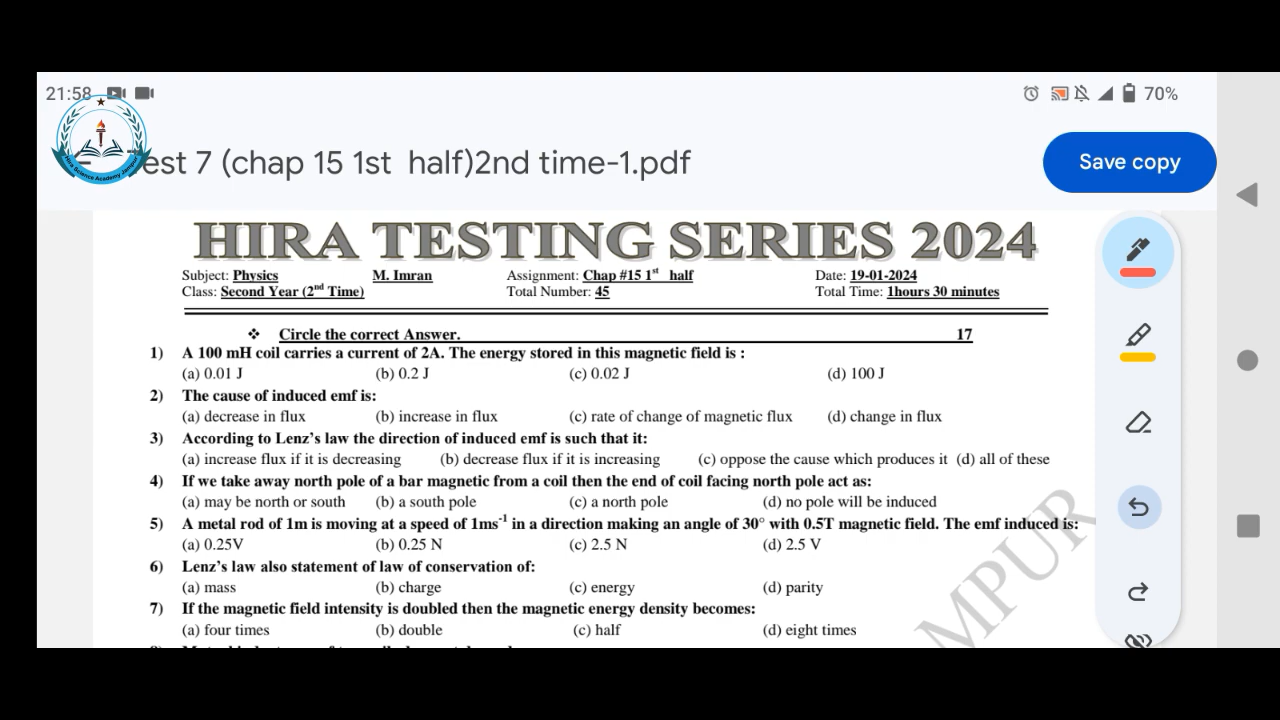 21:58
70%
Test 7 (chap 15 1st half)2nd time-1.pdf
Save copy
Hira Science Academy Jampur
HIRA TESTING SERIES 2024
Subject: Physics M. Imran Assignment: Chap #15 1st half Date: 19-01-2024
Class: Second Year (2nd Time) Total Number: 45 Total Time: 1hours 30 minutes
❖ Circle the correct Answer. 17
1) A 100 mH coil carries a current of 2A. The energy stored in this magnetic field is :
(a) 0.01 J (b) 0.2 J (c) 0.02 J (d) 100 J
2) The cause of induced emf is:
(a) decrease in flux (b) increase in flux (c) rate of change of magnetic flux (d) change in flux
3) According to Lenz’s law the direction of induced emf is such that it:
(a) increase flux if it is decreasing (b) decrease flux if it is increasing (c) oppose the cause which produces it (d) all of these
4) If we take away north pole of a bar magnetic from a coil then the end of coil facing north pole act as:
(a) may be north or south (b) a south pole (c) a north pole (d) no pole will be induced
5) A metal rod of 1m is moving at a speed of 1ms⁻¹ in a direction making an angle of 30° with 0.5T magnetic field. The emf induced is:
(a) 0.25V (b) 0.25 N (c) 2.5 N (d) 2.5 V
6) Lenz’s law also statement of law of conservation of:
(a) mass (b) charge (c) energy (d) parity
7) If the magnetic field intensity is doubled then the magnetic energy density becomes:
(a) four times (b) double (c) half (d) eight times
MPUR